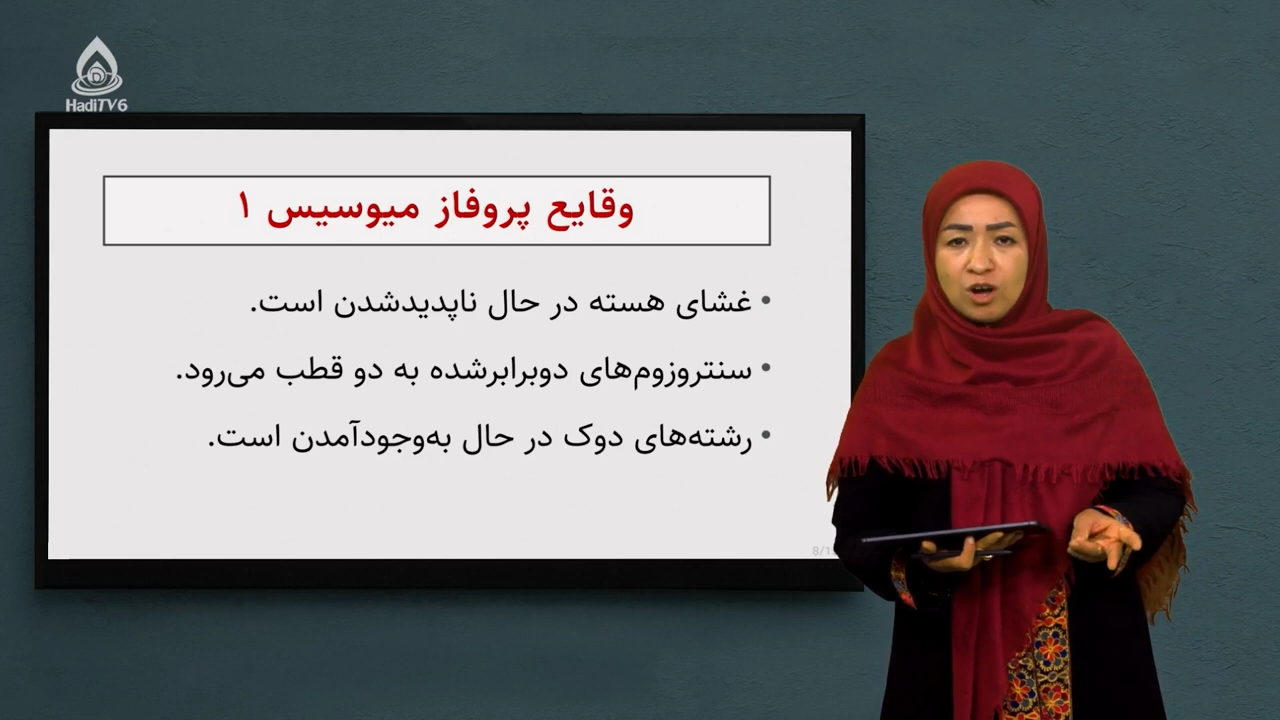 HadiTV6
وقایع پروفاز میوسیس ۱
• غشای هسته در حال ناپدیدشدن است.
• سنتروزوم‌های دوبرابرشده به دو قطب می‌رود.
• رشته‌های دوک در حال به‌وجودآمدن است.